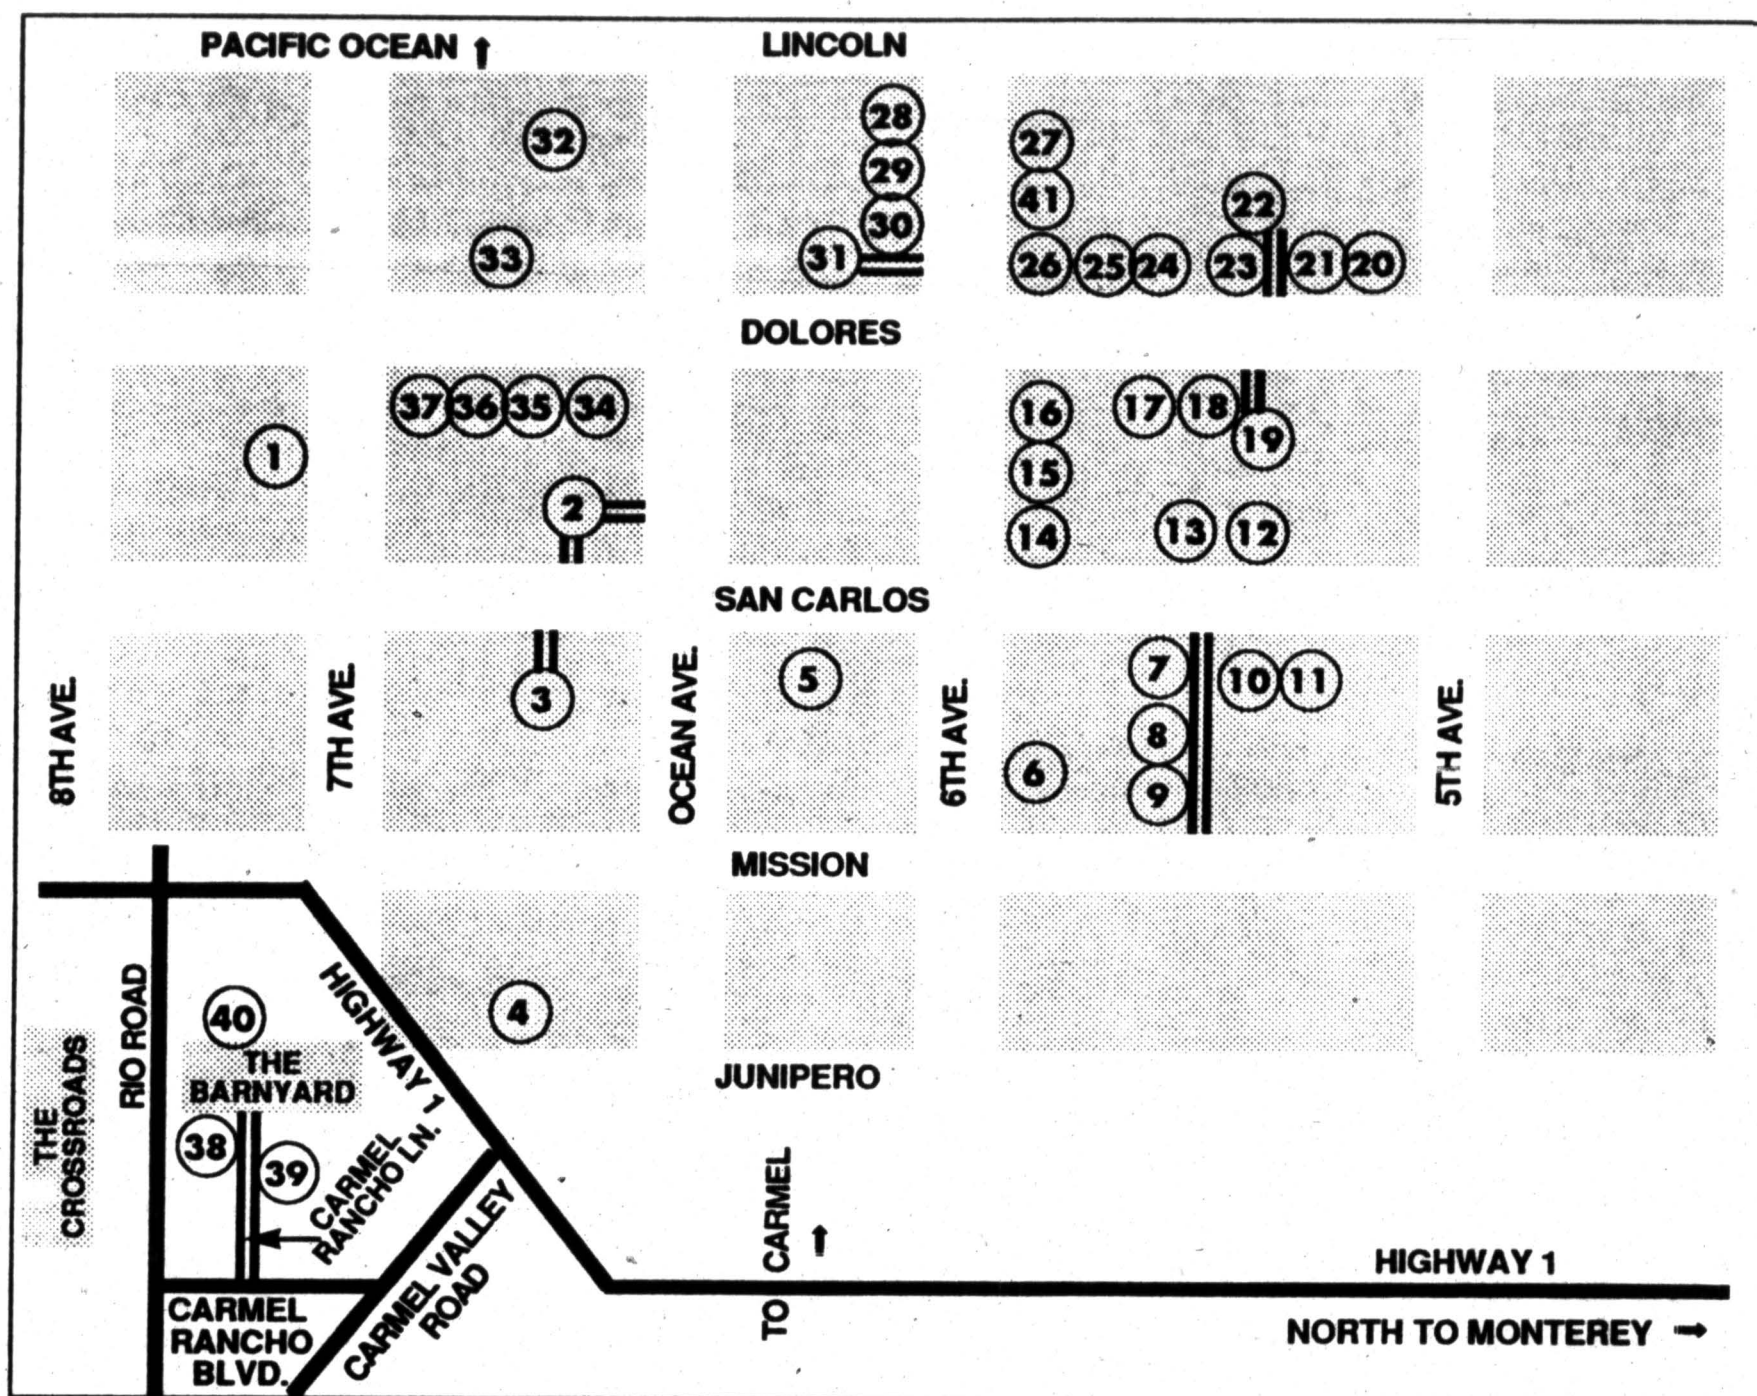 PACIFIC OCEAN ↑
LINCOLN
28
32
27
29
41
22
30
33
31
26
25
24
23
21
20
DOLORES
37
36
35
34
16
17
18
1
19
15
2
14
13
12
SAN CARLOS
8TH AVE.
7TH AVE.
3
OCEAN AVE.
5
6TH AVE.
7
10
11
8
6
9
5TH AVE.
MISSION
THE
CROSSROADS
RIO ROAD
40
THE
BARNYARD
38
39
HIGHWAY 1
4
JUNIPERO
CARMEL
RANCHO LN.
CARMEL
RANCHO
BLVD.
CARMEL VALLEY
ROAD
TO CARMEL →
HIGHWAY 1
NORTH TO MONTEREY →